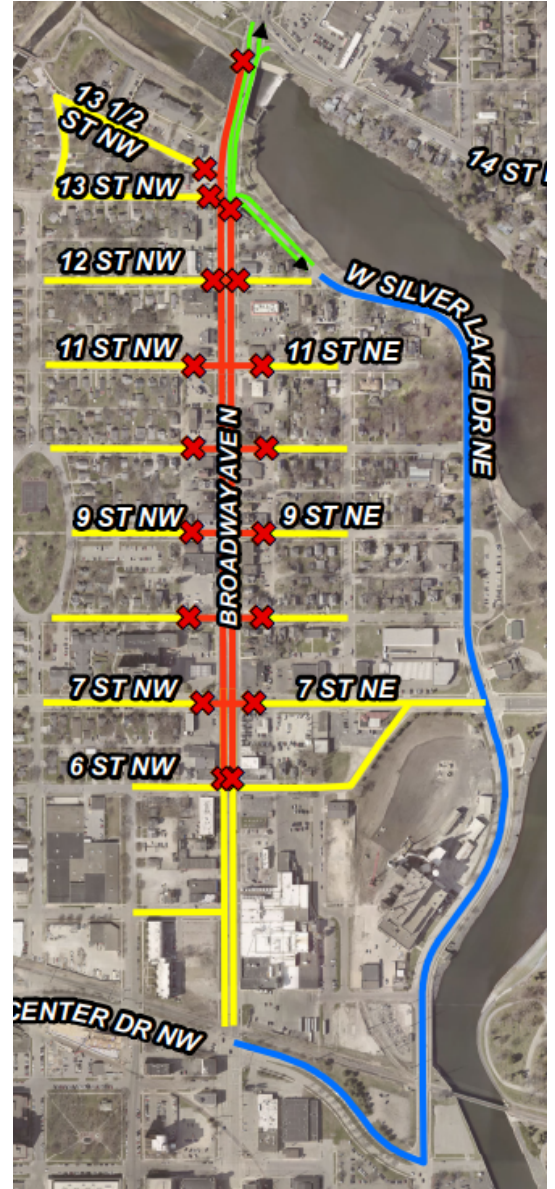 13 1/2
ST NW
14 ST
13 ST NW
12 ST NW
W SILVER LAKE DR NE
11 ST NW
11 ST NE
BROADWAY AVE N
9 ST NW
9 ST NE
7 ST NW
7 ST NE
6 ST NW
CENTER DR NW